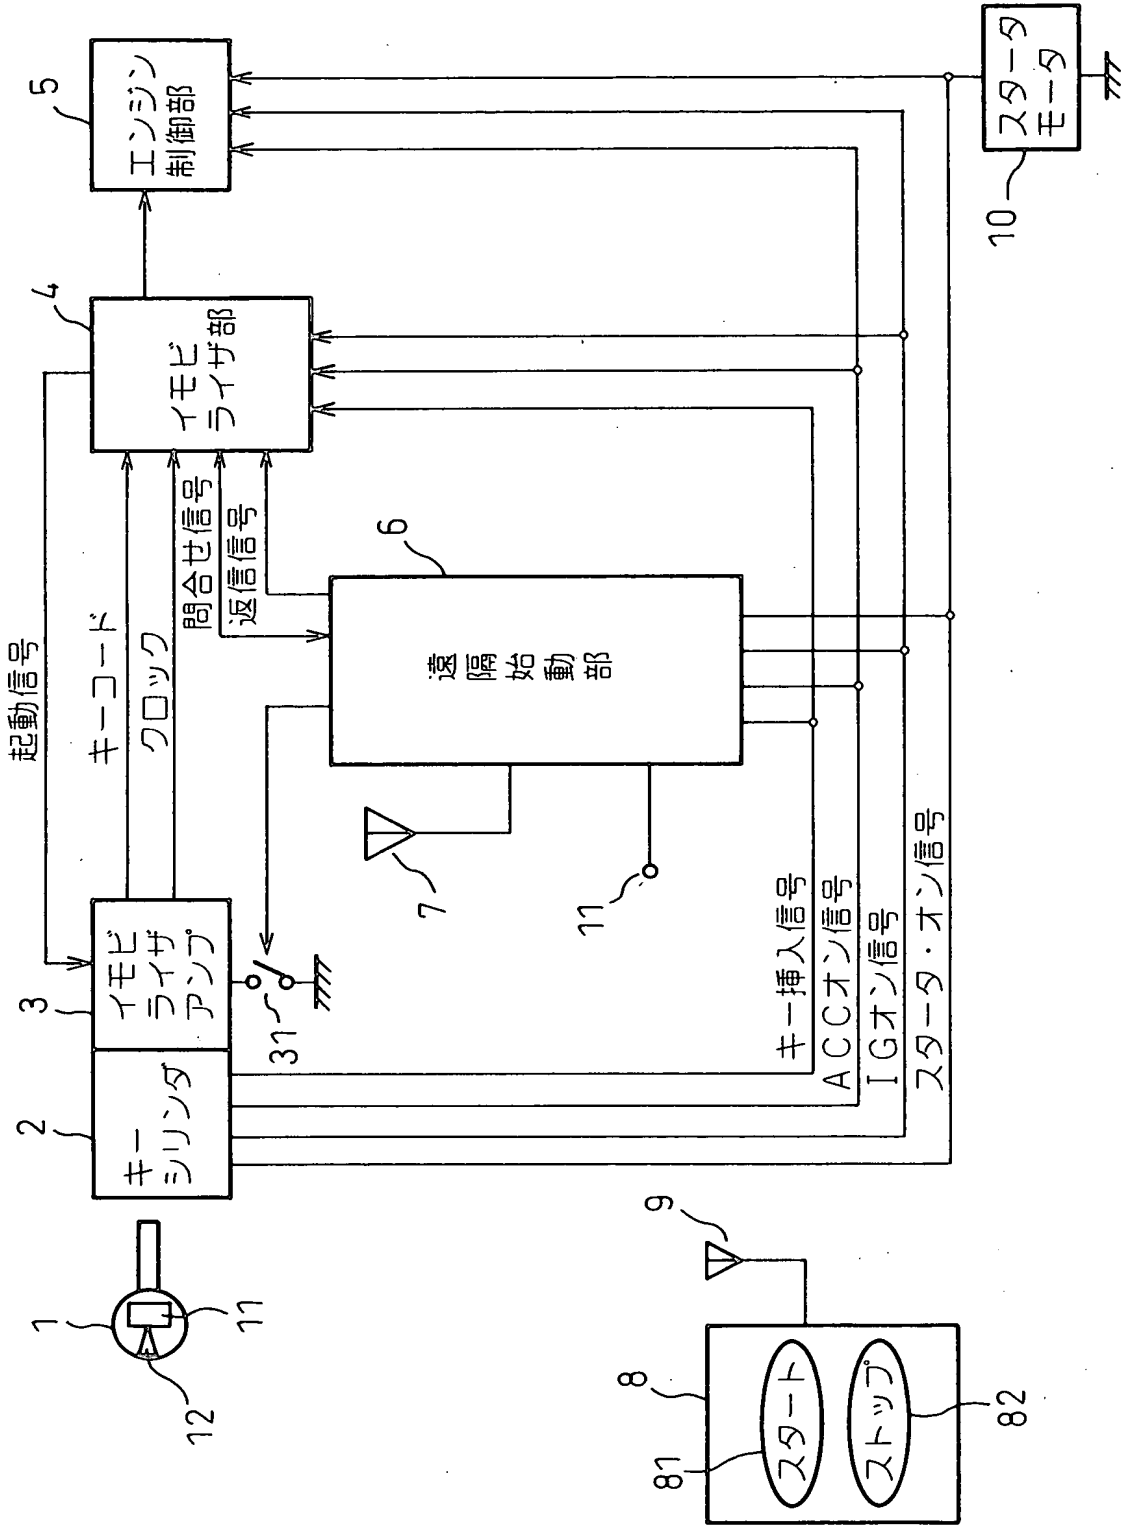 1
12
11
2
キー
シリンダ
3
イモビ
ライザ
アンプ
31
起動信号
キーコード
クロック
問合せ信号
返信信号
4
イモビ
ライザ部
5
エンジン
制御部
6
遠隔始動部
7
11
キー挿入信号
ACCオン信号
IGオン信号
スタータ・オン信号
8
81
スタート
ストップ
82
9
10
スタータ
モータ